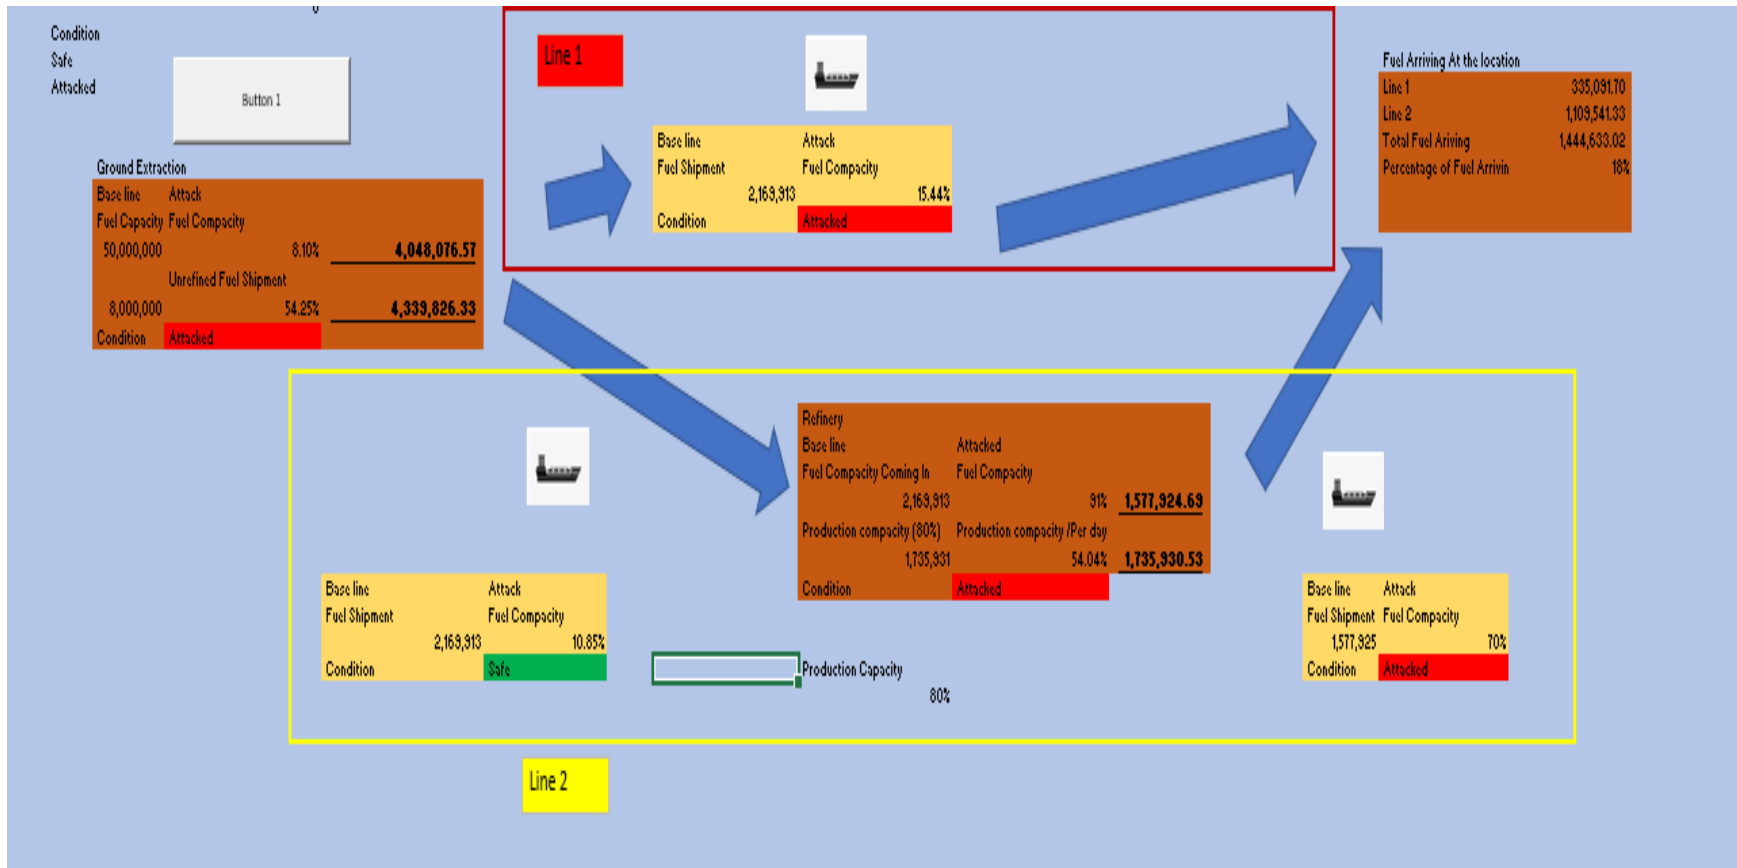 Condition
Safe
Attacked
Button 1
Ground Extraction
Base line Attack
Fuel Capacity Fuel Compacity
50,000,000 8.10% 4,048,076.57
Unrefined Fuel Shipment
8,000,000 54.25% 4,339,826.33
Condition Attacked
Line 1
Base line Attack
Fuel Shipment Fuel Compacity
2,169,913 15.44%
Condition Attacked
Fuel Arriving At the location
Line 1 335,091.70
Line 2 1,109,541.33
Total Fuel Ariving 1,444,633.02
Percentage of Fuel Arrivin 18%
Refinery
Base line Attacked
Fuel Compacity Coming In Fuel Compacity
2,169,913 91% 1,577,924.69
Production compacity (80%) Production compacity /Per day
1,735,931 54.04% 1,735,930.53
Condition Attacked
Base line Attack
Fuel Shipment Fuel Compacity
2,169,913 10.85%
Condition Safe
Production Capacity
80%
Base line Attack
Fuel Shipment Fuel Compacity
1,577,925 70%
Condition Attacked
Line 2